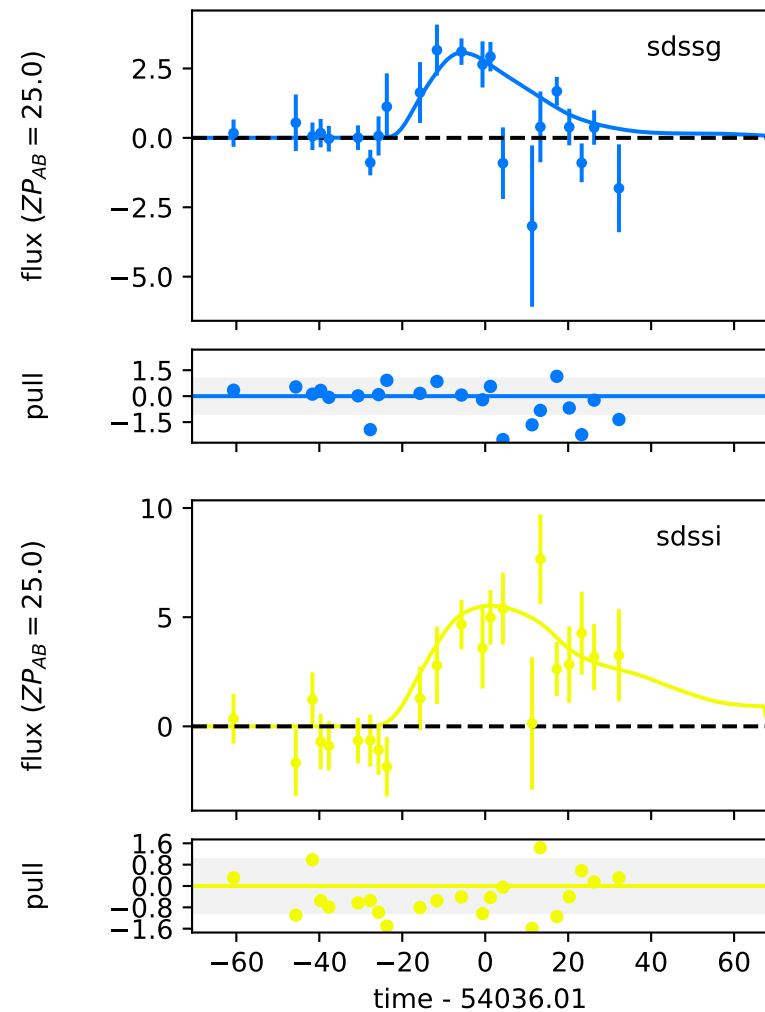 sdssg
flux (ZP_AB = 25.0)
2.5
0.0
−2.5
−5.0
pull
1.5
0.0
−1.5
sdssi
flux (ZP_AB = 25.0)
10
5
0
pull
1.6
0.8
0.0
−0.8
−1.6
−60 −40 −20 0 20 40 60
time - 54036.01